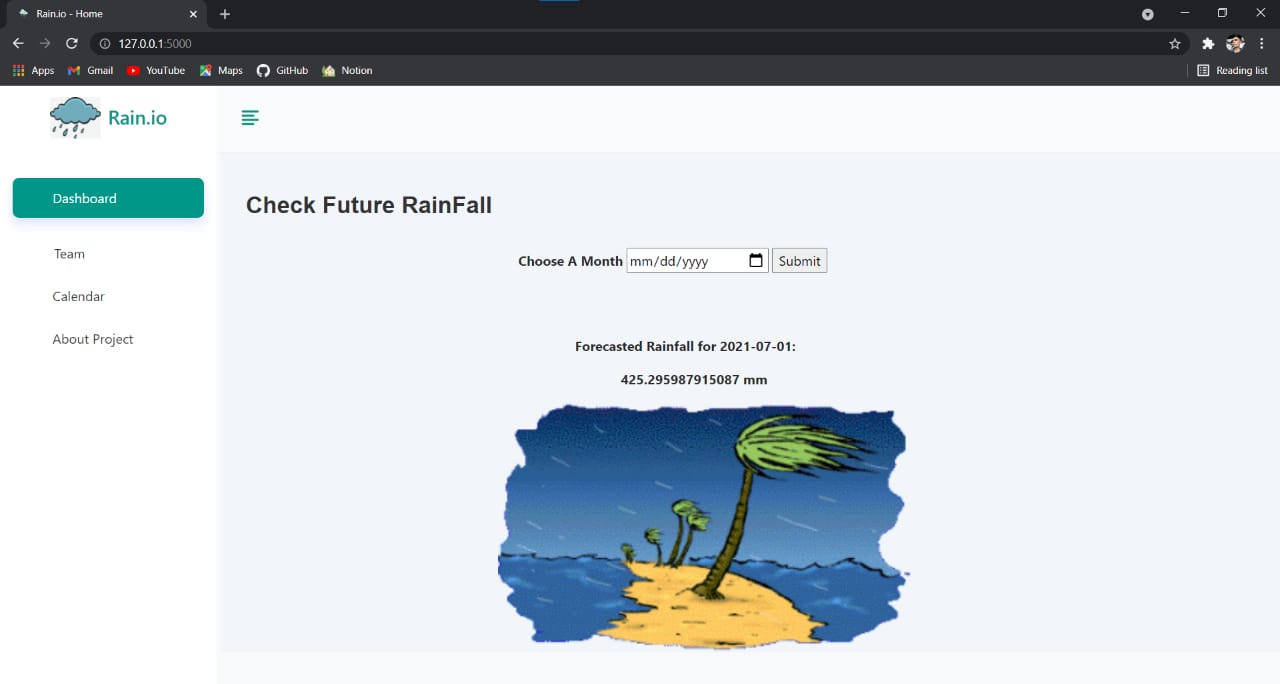 Rain.io - Home
127.0.0.1:5000
Apps Gmail YouTube Maps GitHub Notion Reading list
Rain.io
Dashboard
Team
Calendar
About Project
Check Future RainFall
Choose A Month mm/dd/yyyy Submit
Forecasted Rainfall for 2021-07-01:
425.295987915087 mm